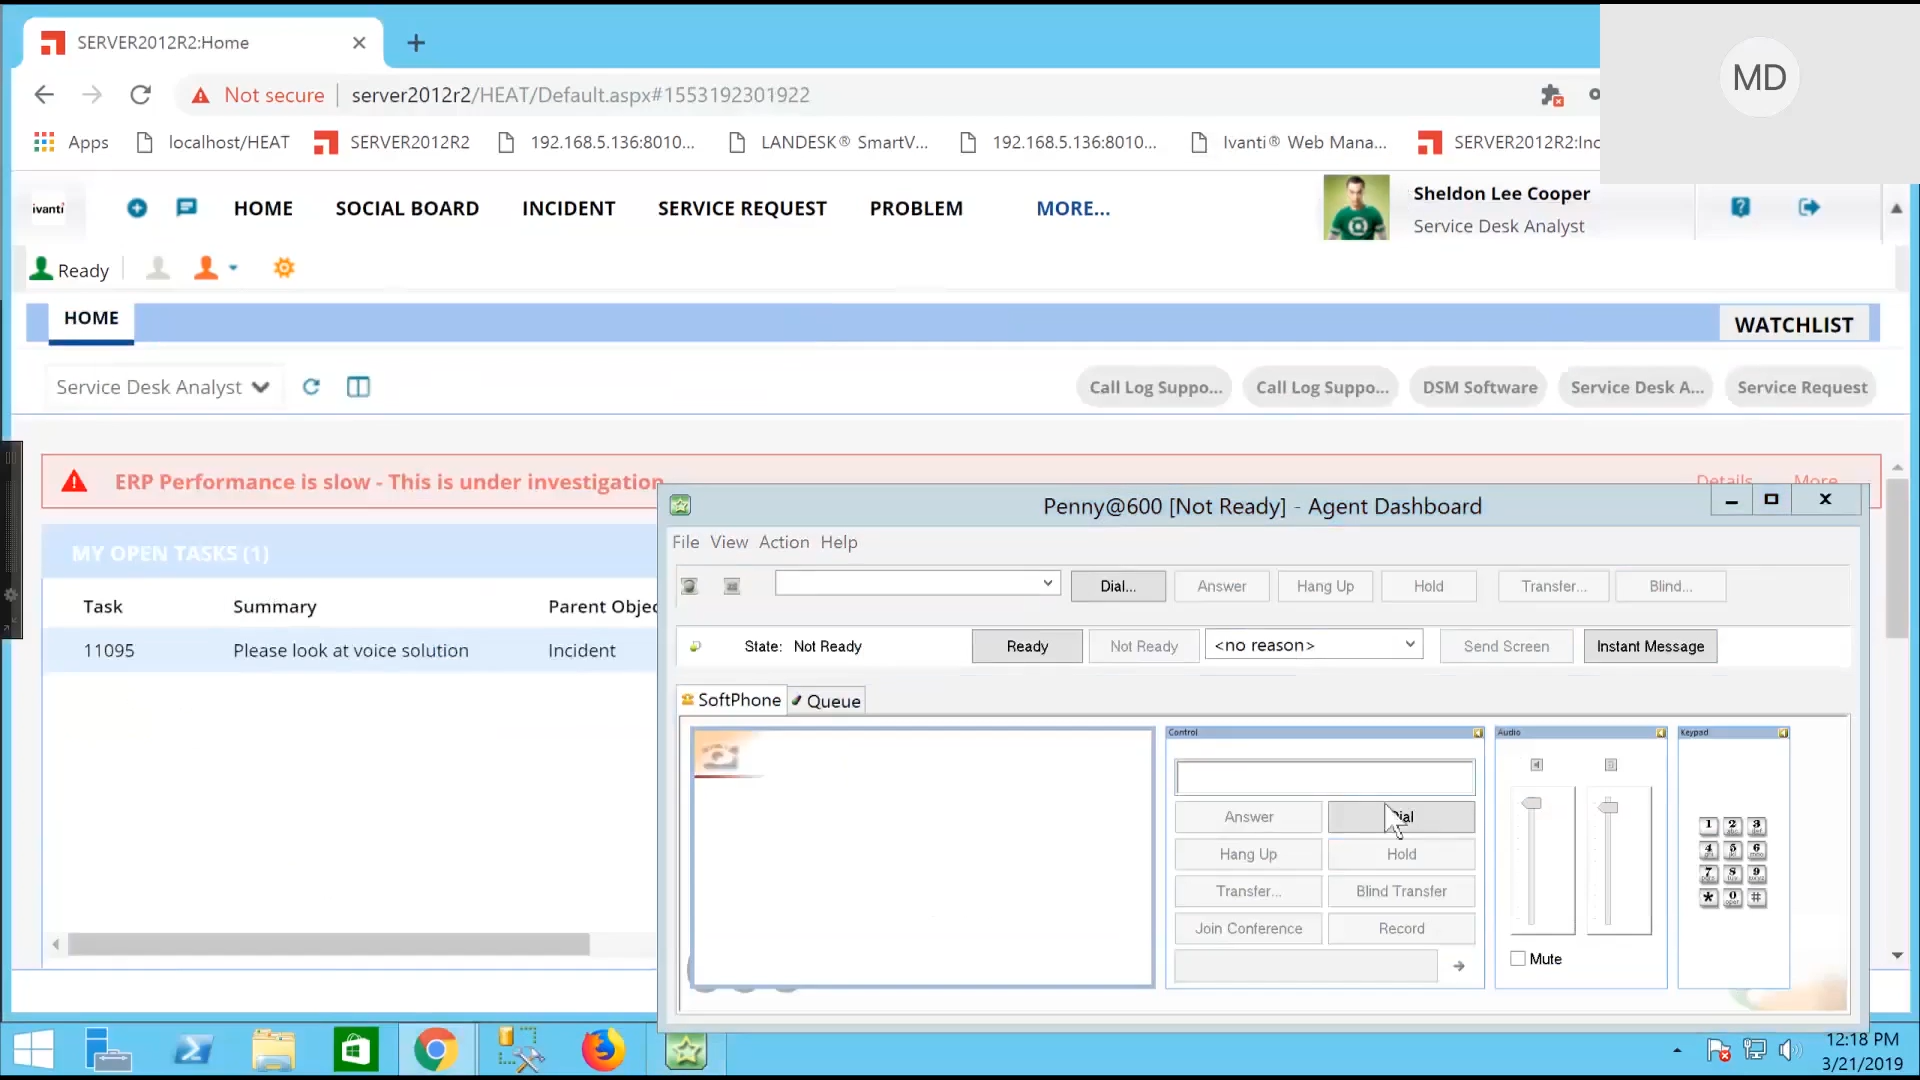 SERVER2012R2:Home
MD
Not secure
server2012r2/HEAT/Default.aspx#1553192301922
Apps
localhost/HEAT
SERVER2012R2
192.168.5.136:8010...
LANDESK® SmartV...
192.168.5.136:8010...
Ivanti® Web Mana...
SERVER2012R2:Inc
ivanti
HOME
SOCIAL BOARD
INCIDENT
SERVICE REQUEST
PROBLEM
MORE...
Sheldon Lee Cooper
Service Desk Analyst
Ready
HOME
WATCHLIST
Service Desk Analyst
Call Log Suppo...
Call Log Suppo...
DSM Software
Service Desk A...
Service Request
ERP Performance is slow - This is under investigation
Details
More
MY OPEN TASKS (1)
Task
Summary
Parent Objec
11095
Please look at voice solution
Incident
Penny@600 [Not Ready] - Agent Dashboard
File
View
Action
Help
Dial...
Answer
Hang Up
Hold
Transfer...
Blind...
State:
Not Ready
Ready
Not Ready
<no reason>
Send Screen
Instant Message
SoftPhone
Queue
Control
Audio
Keypad
Answer
Hang Up
Hold
Transfer...
Blind Transfer
Join Conference
Record
Mute
1 2 3
4 5 6
7 8 9
* 0 #
12:18 PM
3/21/2019